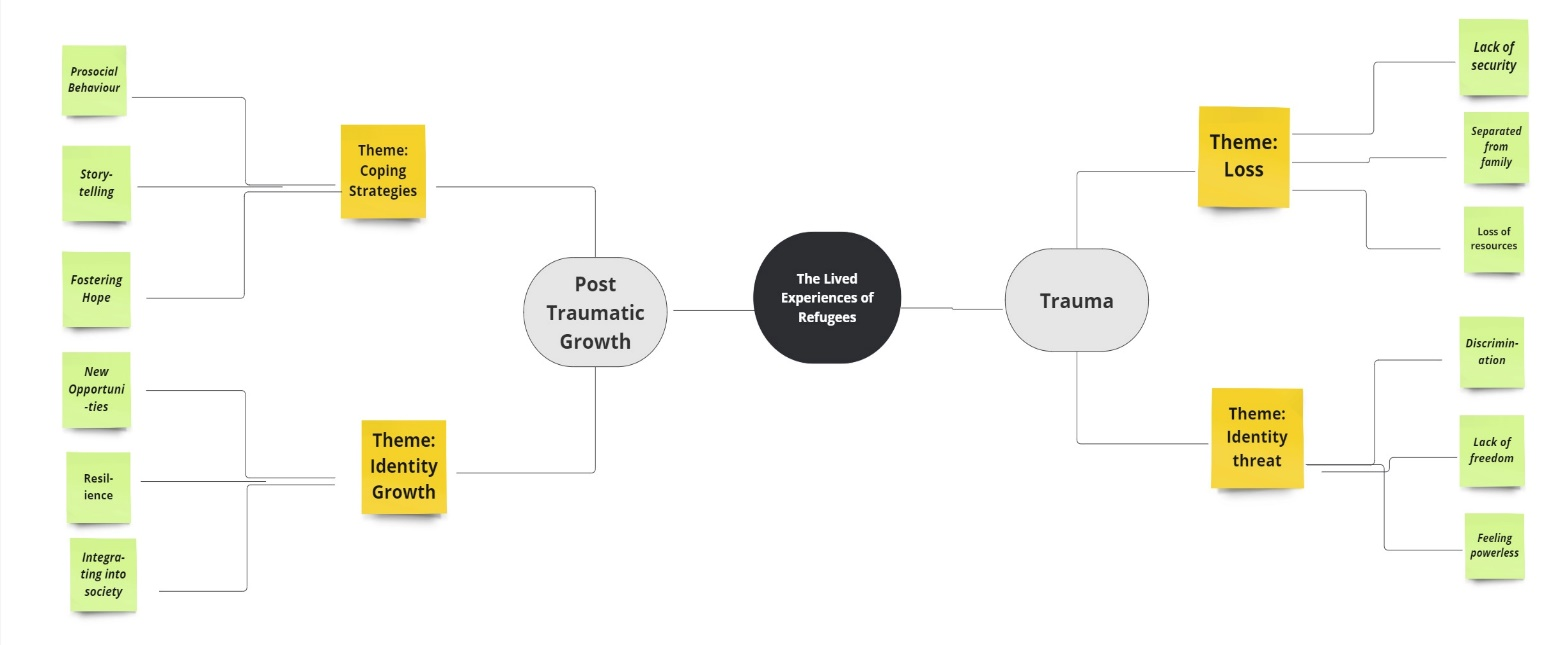 Prosocial
Behaviour
Story-
telling
Fostering
Hope
New
Opportuni
-ties
Resil-
ience
Integra-
ting into
society
Theme:
Coping
Strategies
Theme:
Identity
Growth
Post
Traumatic
Growth
The Lived
Experiences of
Refugees
Trauma
Theme:
Loss
Theme:
Identity
threat
Lack of
security
Separated
from
family
Loss of
resources
Discrimin-
ation
Lack of
freedom
Feeling
powerless